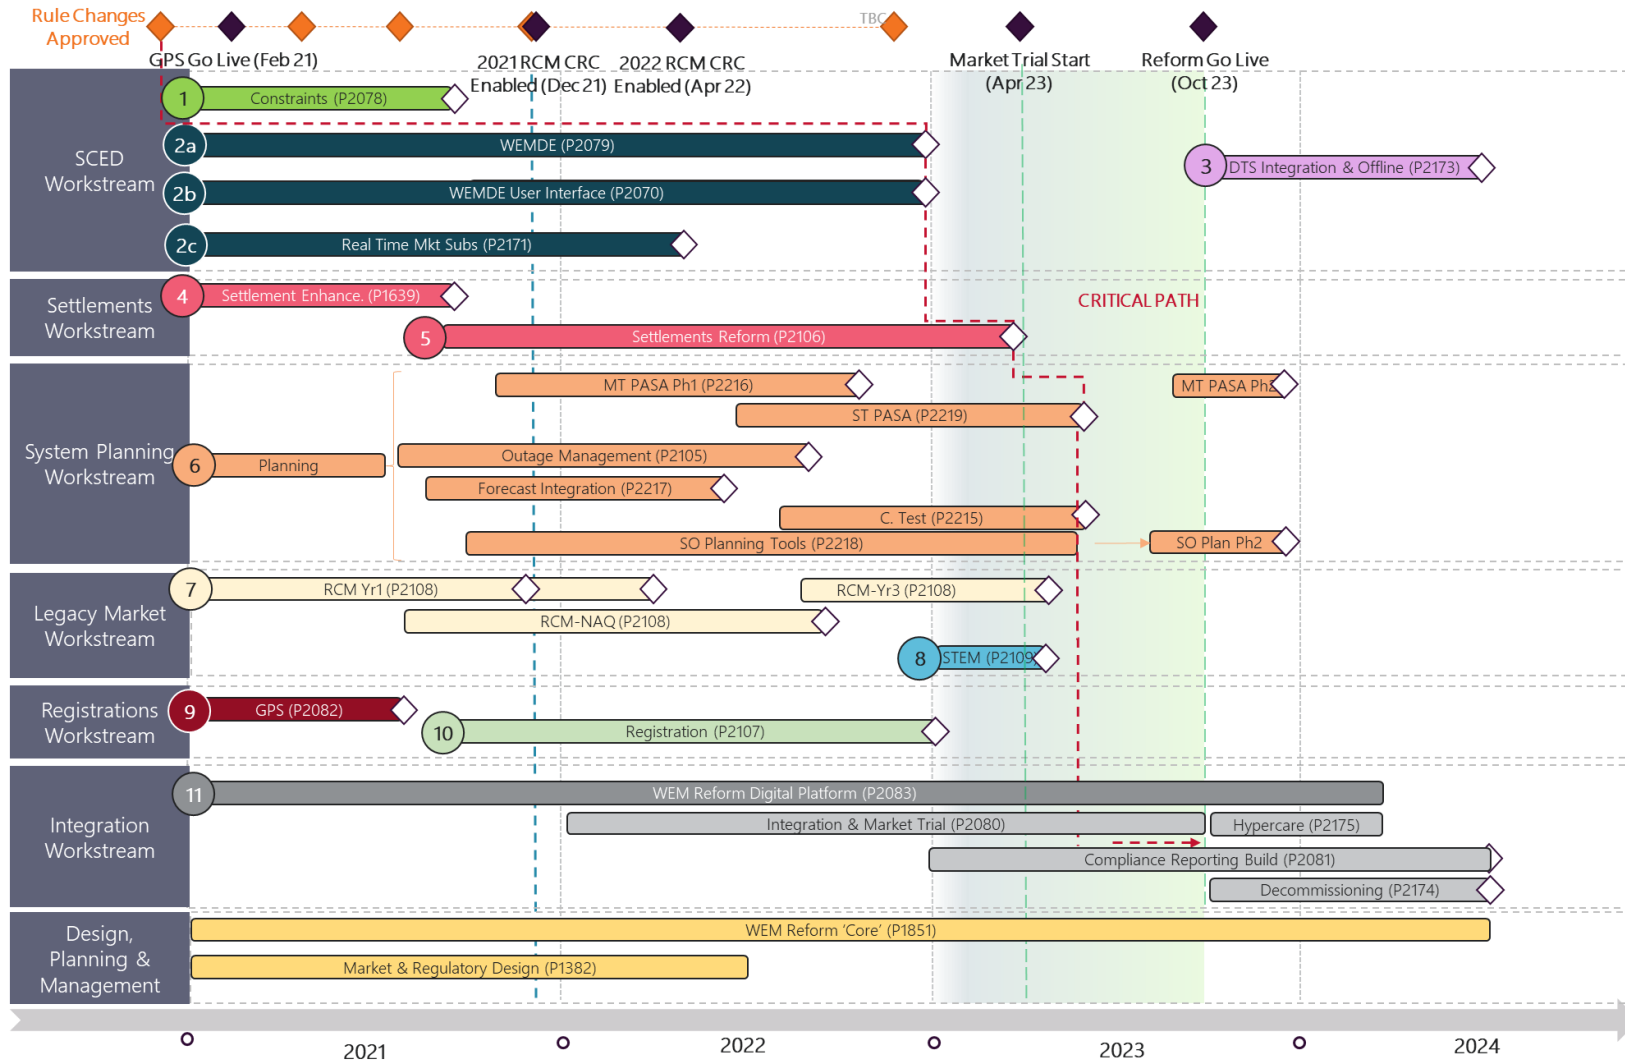 Rule Changes
Approved
TBC
GPS Go Live (Feb 21)
2021 RCM CRC
Enabled (Dec 21)
2022 RCM CRC
Enabled (Apr 22)
Market Trial Start
(Apr 23)
Reform Go Live
(Oct 23)
SCED
Workstream
1
Constraints (P2078)
2a
WEMDE (P2079)
3
DTS Integration & Offline (P2173)
2b
WEMDE User Interface (P2070)
2c
Real Time Mkt Subs (P2171)
Settlements
Workstream
4
Settlement Enhance. (P1639)
CRITICAL PATH
5
Settlements Reform (P2106)
System Planning
Workstream
6
Planning
MT PASA Ph1 (P2216)
MT PASA Ph2
ST PASA (P2219)
Outage Management (P2105)
Forecast Integration (P2217)
C. Test (P2215)
SO Planning Tools (P2218)
SO Plan Ph2
Legacy Market
Workstream
7
RCM Yr1 (P2108)
RCM-Yr3 (P2108)
RCM-NAQ (P2108)
8
STEM (P2109)
Registrations
Workstream
9
GPS (P2082)
10
Registration (P2107)
Integration
Workstream
11
WEM Reform Digital Platform (P2083)
Integration & Market Trial (P2080)
Hypercare (P2175)
Compliance Reporting Build (P2081)
Decommissioning (P2174)
Design,
Planning &
Management
WEM Reform 'Core' (P1851)
Market & Regulatory Design (P1382)
2021
2022
2023
2024